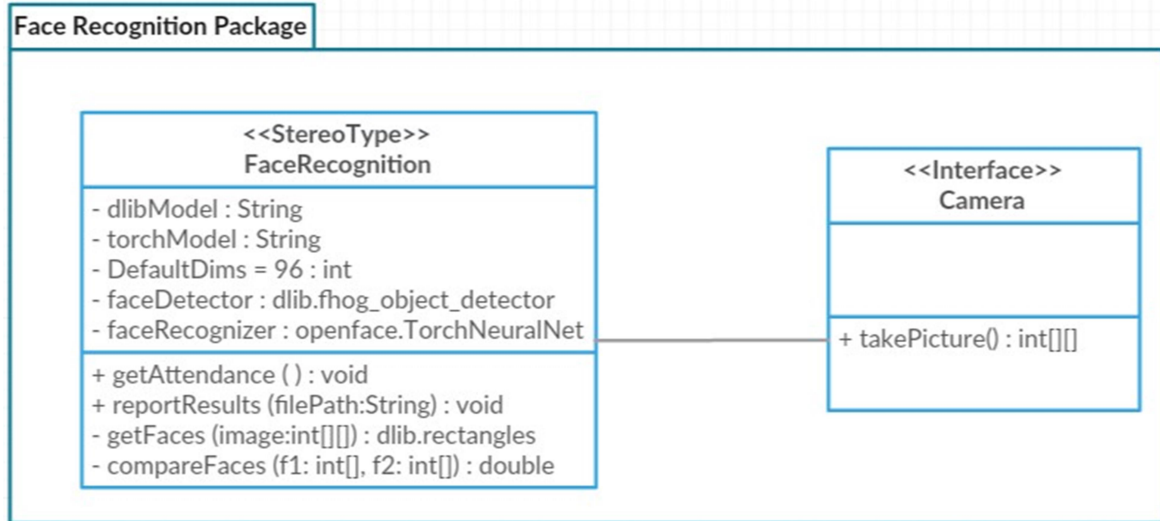 Face Recognition Package
<<StereoType>>
FaceRecognition
- dlibModel : String
- torchModel : String
- DefaultDims = 96 : int
- faceDetector : dlib.fhog_object_detector
- faceRecognizer : openface.TorchNeuralNet
+ getAttendance ( ) : void
+ reportResults (filePath:String) : void
- getFaces (image:int[][]) : dlib.rectangles
- compareFaces (f1: int[], f2: int[]) : double
<<Interface>>
Camera
+ takePicture() : int[][]